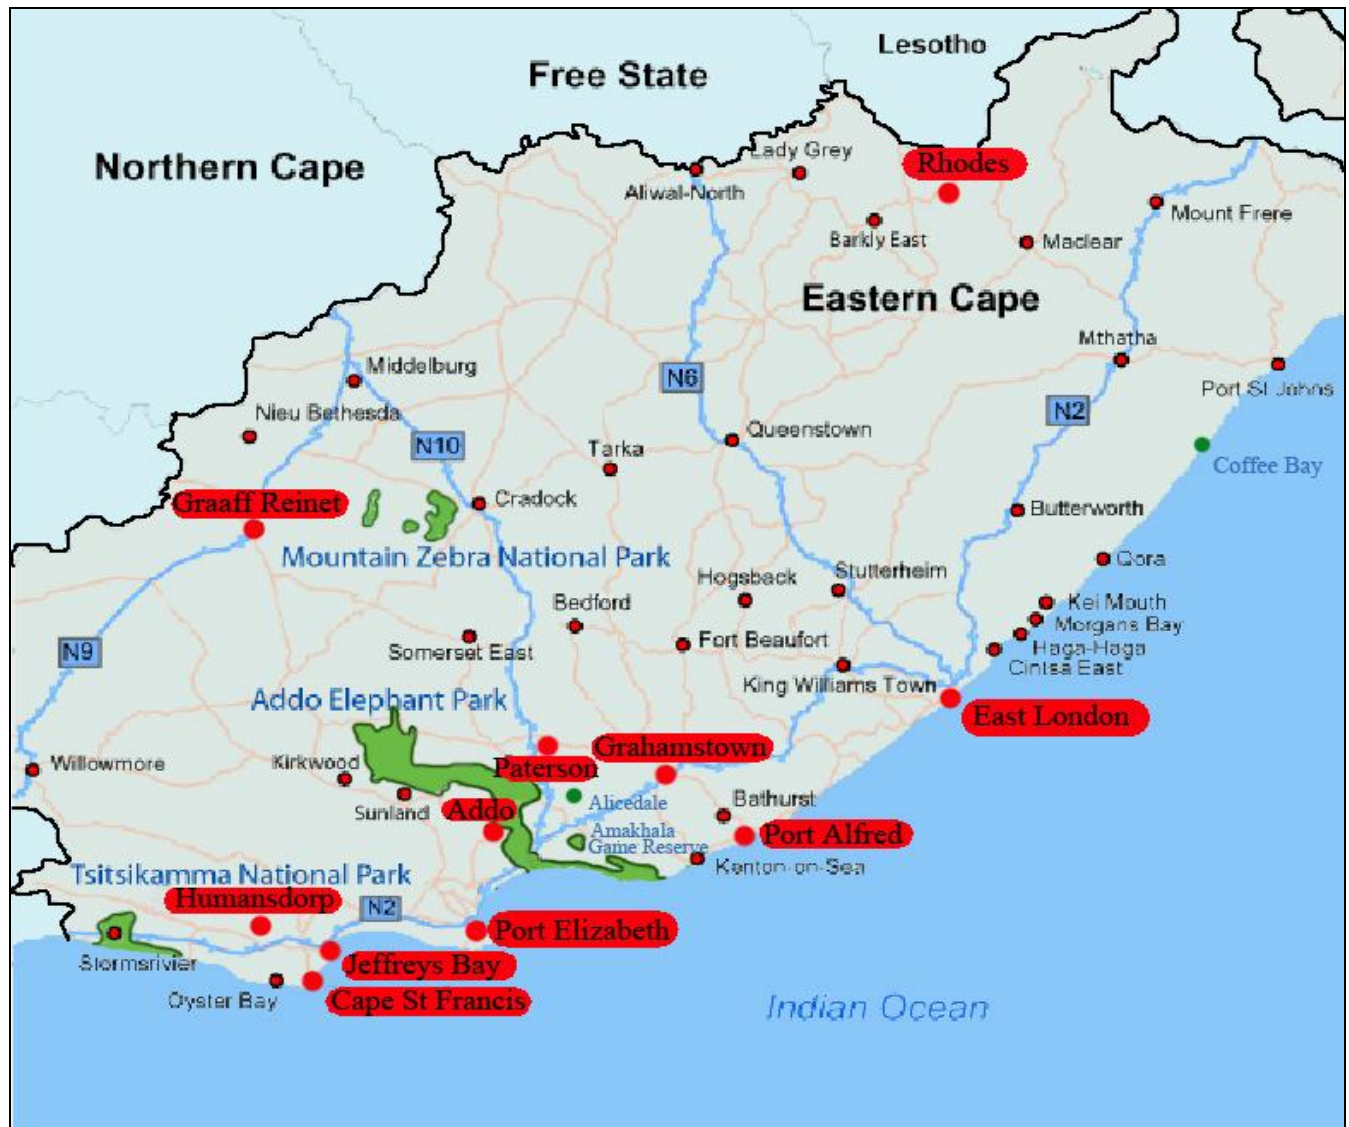 Lesotho
Free State
Northern Cape
Lady Grey
Rhodes
Aliwal-North
Mount Frere
Barkly East
Maclear
Eastern Cape
Mthatha
Middelburg
N6
Port St Johns
Nieu Bethesda
N2
Queenstown
N10
Tarka
Coffee Bay
Graaff Reinet
Cradock
Butterworth
Mountain Zebra National Park
Qora
Hogsback
Stutterheim
Bedford
Kei Mouth
Morgans Bay
Fort Beaufort
Haga-Haga
N9
Somerset East
Cintsa East
King Williams Town
Addo Elephant Park
East London
Grahamstown
Willowmore
Kirkwood
Paterson
Alicedale
Bathurst
Sunland
Addo
Amakhala
Game Reserve
Port Alfred
Kenton-on-Sea
Tsitsikamma National Park
Humansdorp
N2
Port Elizabeth
Stormsrivier
Jeffreys Bay
Oyster Bay
Cape St Francis
Indian Ocean